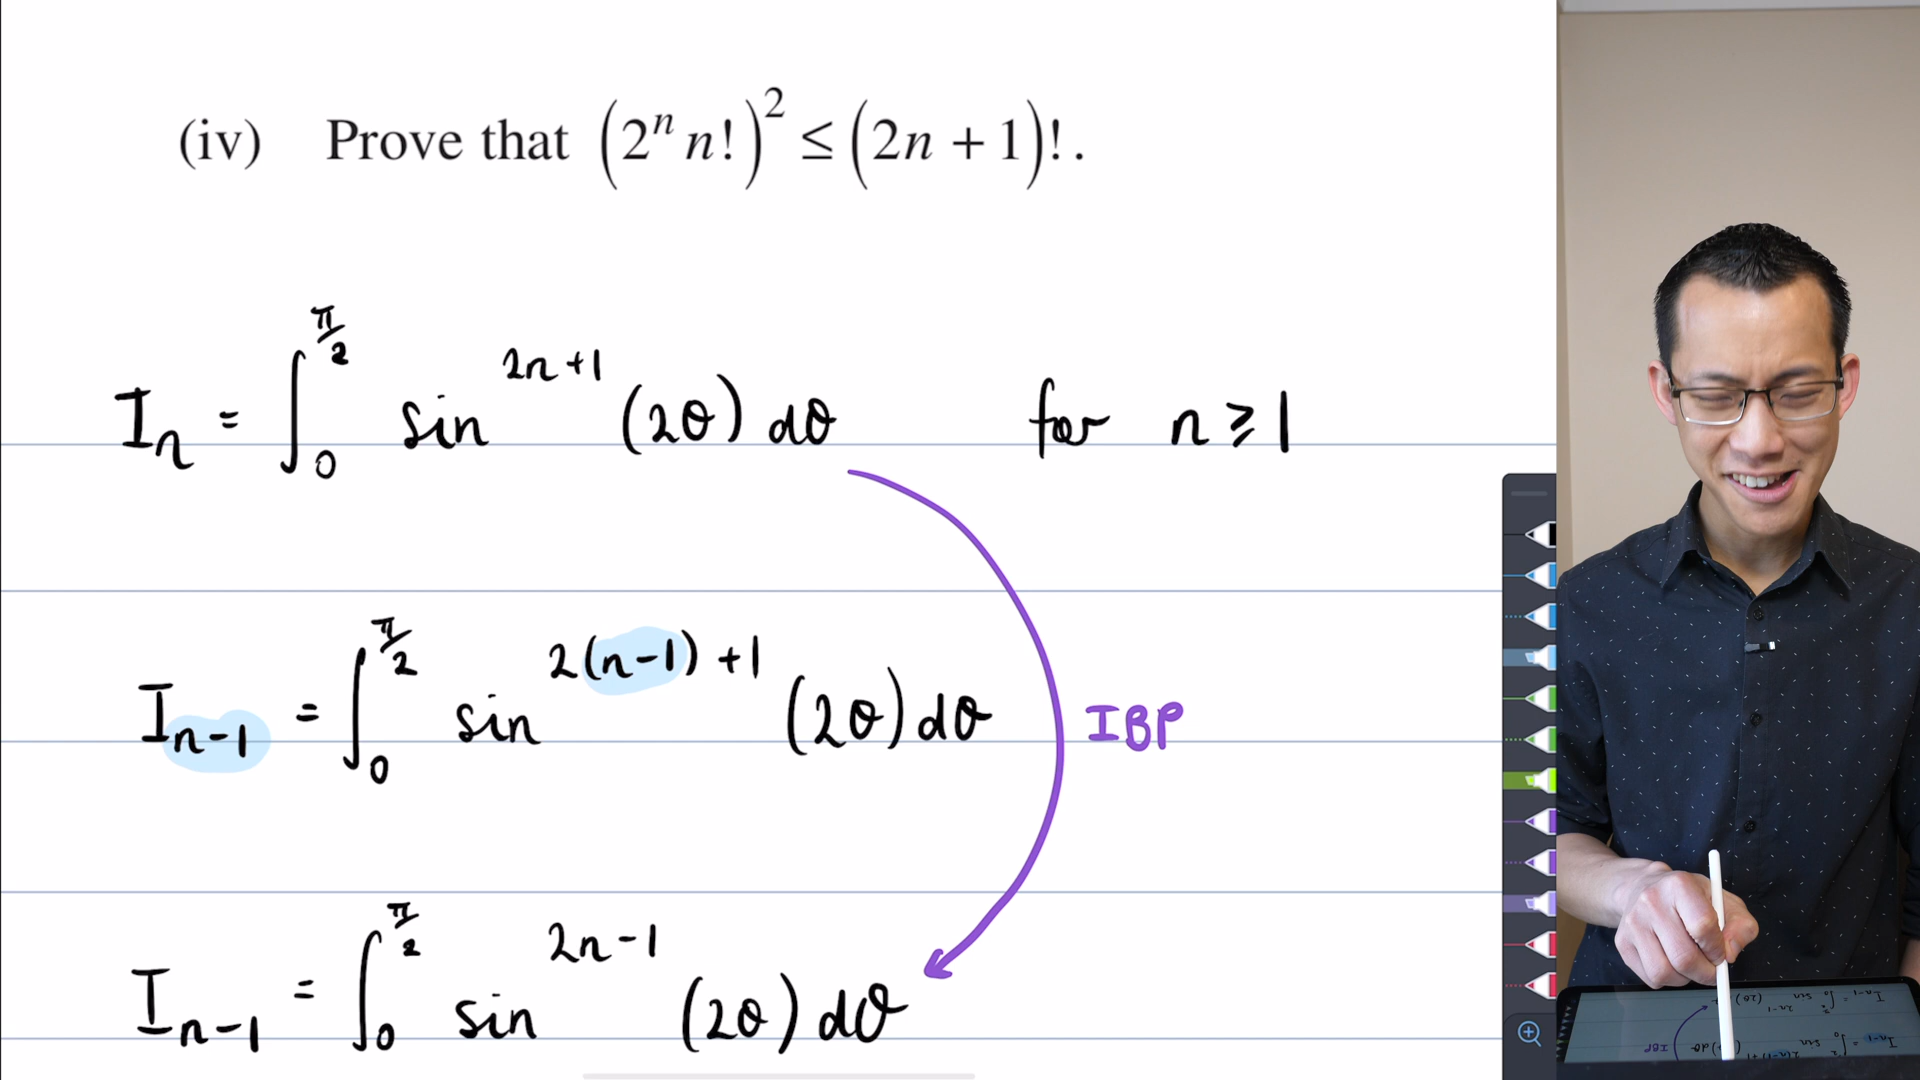 (iv) Prove that (2ⁿ n!)² ≤ (2n + 1)!.
Iₙ = ∫₀^(π/2) sin^(2n+1) (2θ) dθ for n ⩾ 1
Iₙ₋₁ = ∫₀^(π/2) sin^(2(n-1)+1) (2θ) dθ
IBP
Iₙ₋₁ = ∫₀^(π/2) sin^(2n-1) (2θ) dθ